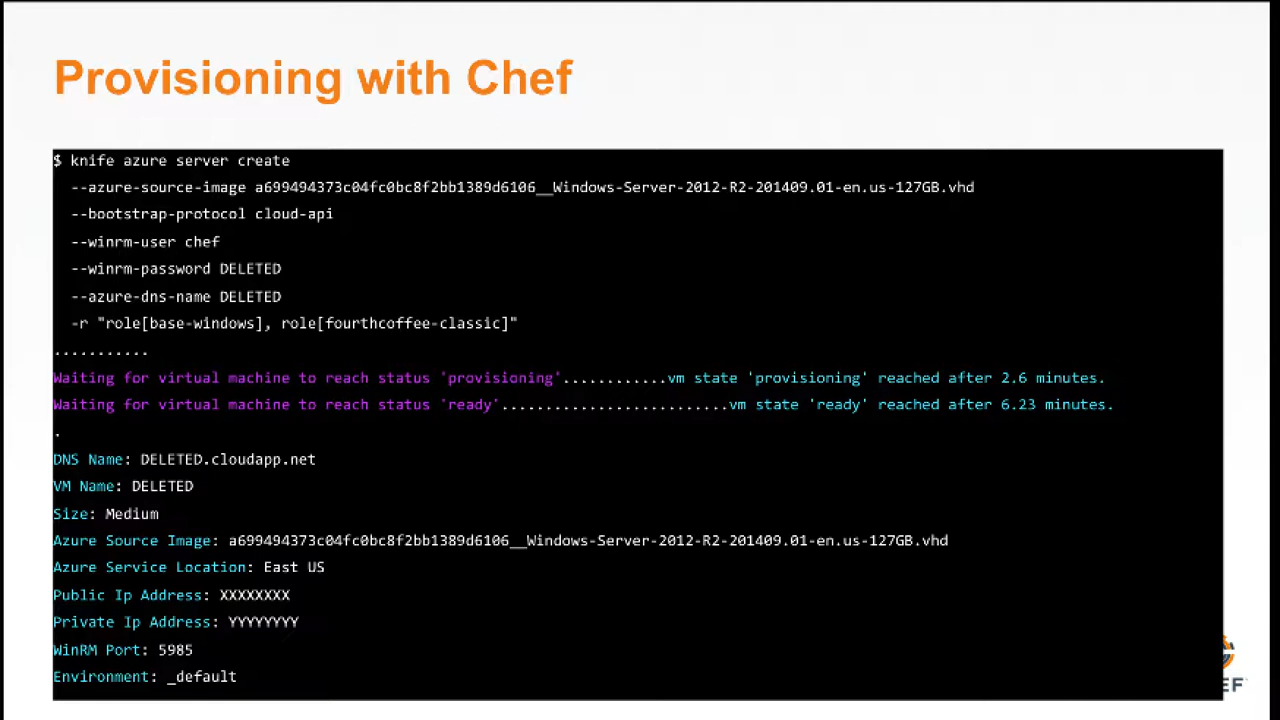 Provisioning with Chef
$ knife azure server create
--azure-source-image a699494373c04fc0bc8f2bb1389d6106__Windows-Server-2012-R2-201409.01-en.us-127GB.vhd
--bootstrap-protocol cloud-api
--winrm-user chef
--winrm-password DELETED
--azure-dns-name DELETED
-r "role[base-windows], role[fourthcoffee-classic]"
...........
Waiting for virtual machine to reach status 'provisioning'............vm state 'provisioning' reached after 2.6 minutes.
Waiting for virtual machine to reach status 'ready'..........................vm state 'ready' reached after 6.23 minutes.
.
DNS Name: DELETED.cloudapp.net
VM Name: DELETED
Size: Medium
Azure Source Image: a699494373c04fc0bc8f2bb1389d6106__Windows-Server-2012-R2-201409.01-en.us-127GB.vhd
Azure Service Location: East US
Public Ip Address: XXXXXXXX
Private Ip Address: YYYYYYYY
WinRM Port: 5985
Environment: _default
EF